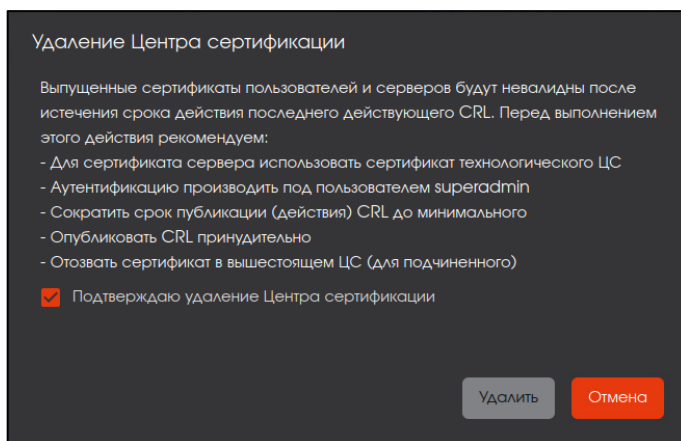 Удаление Центра сертификации
Выпущенные сертификаты пользователей и серверов будут невалидны после
истечения срока действия последнего действующего CRL. Перед выполнением
этого действия рекомендуем:
- Для сертификата сервера использовать сертификат технологического ЦС
- Аутентификацию производить под пользователем superadmin
- Сократить срок публикации (действия) CRL до минимального
- Опубликовать CRL принудительно
- Отозвать сертификат в вышестоящем ЦС (для подчиненного)
Подтверждаю удаление Центра сертификации
Удалить
Отмена